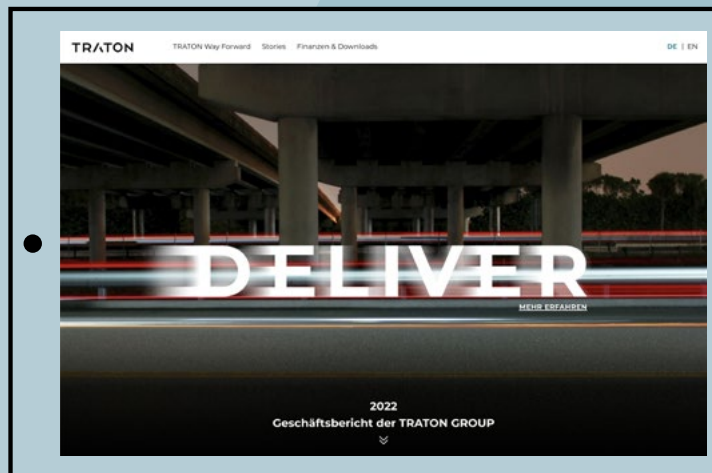 TRATON TRATON Way Forward Stories Finanzen & Downloads DE | EN
DELIVER
MEHR ERFAHREN
2022
Geschäftsbericht der TRATON GROUP